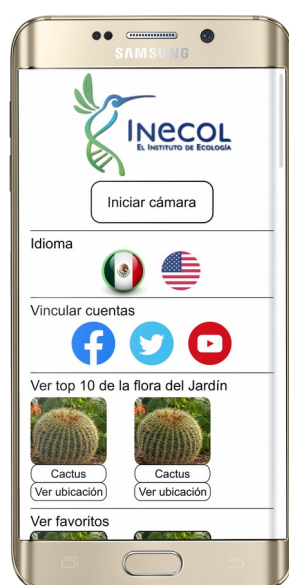 SAMSUNG
INECOL
EL INSTITUTO DE ECOLOGÍA
Iniciar cámara
Idioma
Vincular cuentas
Ver top 10 de la flora del Jardín
Cactus Cactus
Ver ubicación Ver ubicación
Ver favoritos